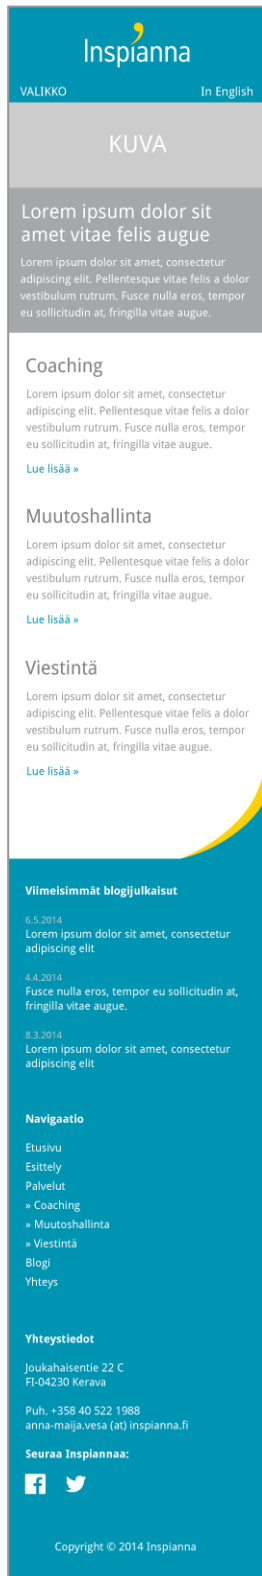 Inspianna
VALIKKO In English
KUVA
Lorem ipsum dolor sit
amet vitae felis augue
Lorem ipsum dolor sit amet, consectetur
adipiscing elit. Pellentesque vitae felis a dolor
vestibulum rutrum. Fusce nulla eros, tempor
eu sollicitudin at, fringilla vitae augue.
Coaching
Lorem ipsum dolor sit amet, consectetur
adipiscing elit. Pellentesque vitae felis a dolor
vestibulum rutrum. Fusce nulla eros, tempor
eu sollicitudin at, fringilla vitae augue.
Lue lisää »
Muutoshallinta
Lorem ipsum dolor sit amet, consectetur
adipiscing elit. Pellentesque vitae felis a dolor
vestibulum rutrum. Fusce nulla eros, tempor
eu sollicitudin at, fringilla vitae augue.
Lue lisää »
Viestintä
Lorem ipsum dolor sit amet, consectetur
adipiscing elit. Pellentesque vitae felis a dolor
vestibulum rutrum. Fusce nulla eros, tempor
eu sollicitudin at, fringilla vitae augue.
Lue lisää »
Viimeisimmät blogijulkaisut
6.5.2014
Lorem ipsum dolor sit amet, consectetur
adipiscing elit
4.4.2014
Fusce nulla eros, tempor eu sollicitudin at,
fringilla vitae augue.
8.3.2014
Lorem ipsum dolor sit amet, consectetur
adipiscing elit
Navigaatio
Etusivu
Esittely
Palvelut
» Coaching
» Muutoshallinta
» Viestintä
Blogi
Yhteys
Yhteystiedot
Joukahaisentie 22 C
FI-04230 Kerava
Puh. +358 40 522 1988
anna-maija.vesa (at) inspianna.fi
Seuraa Inspiannaa:
Copyright © 2014 Inspianna